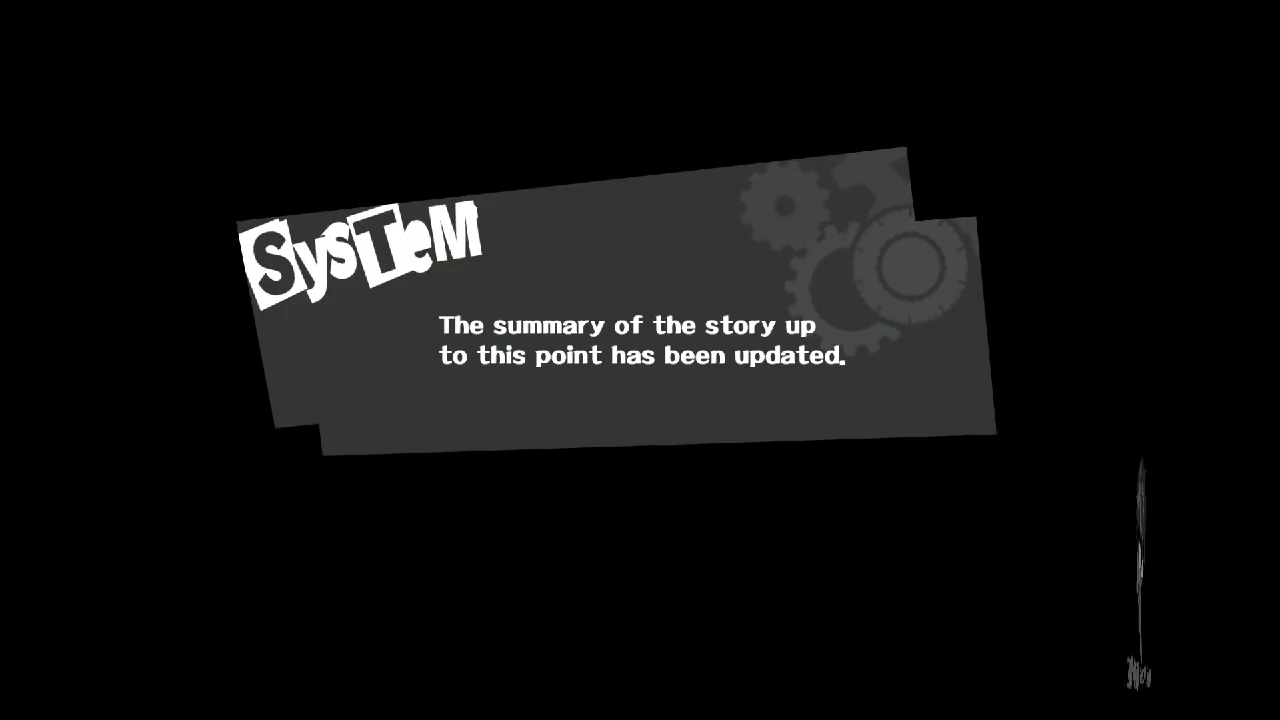 SysTeM
The summary of the story up
to this point has been updated.